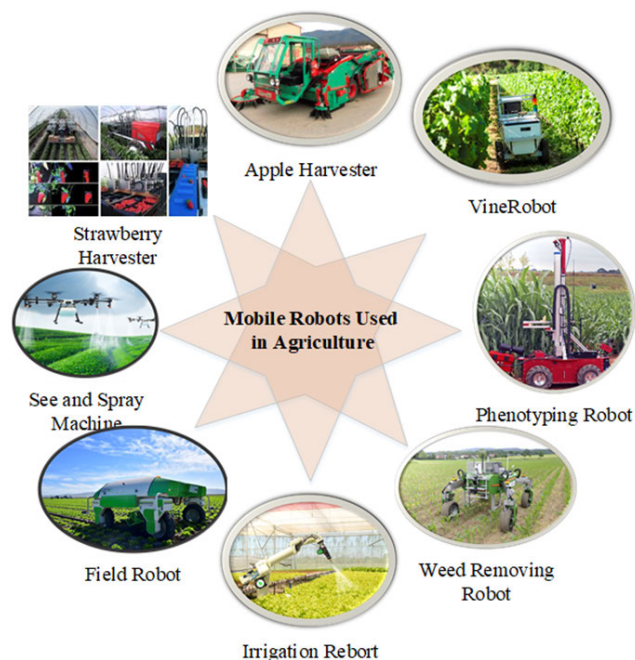 Apple Harvester
VineRobot
Strawberry
Harvester
Mobile Robots Used
in Agriculture
Phenotyping Robot
See and Spray
Machine
Field Robot
Weed Removing
Robot
Irrigation Rebort